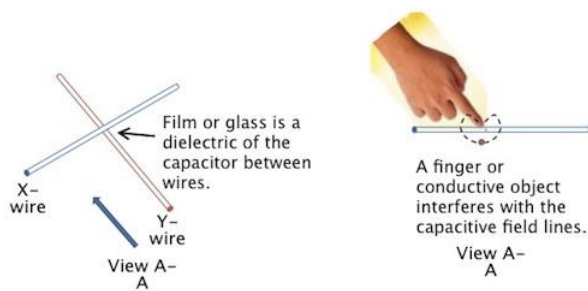 Film or glass is a
dielectric of the
capacitor between
wires.
X-
wire
Y-
wire
View A-
A
A finger or
conductive object
interferes with the
capacitive field lines.
View A-
A